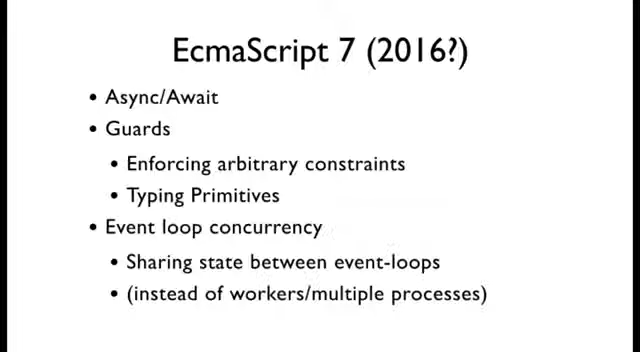 EcmaScript 7 (2016?)
• Async/Await
• Guards
• Enforcing arbitrary constraints
• Typing Primitives
• Event loop concurrency
• Sharing state between event-loops
• (instead of workers/multiple processes)